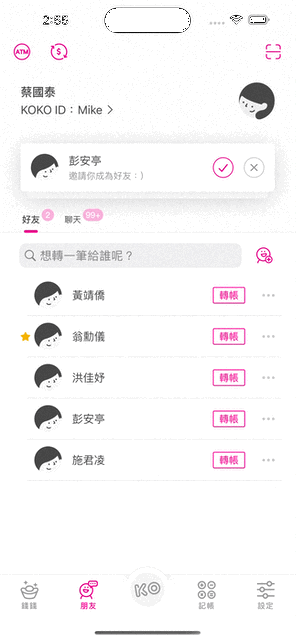 2:56
ATM
$
蔡國泰
KOKO ID：Mike
彭安亭
邀請你成為好友：）
好友 2 聊天 99+
想轉一筆給誰呢？
黃靖僑 轉帳
翁勳儀 轉帳
洪佳妤 轉帳
彭安亭 轉帳
施君凌 轉帳
KO
錢錢 朋友 記帳 設定